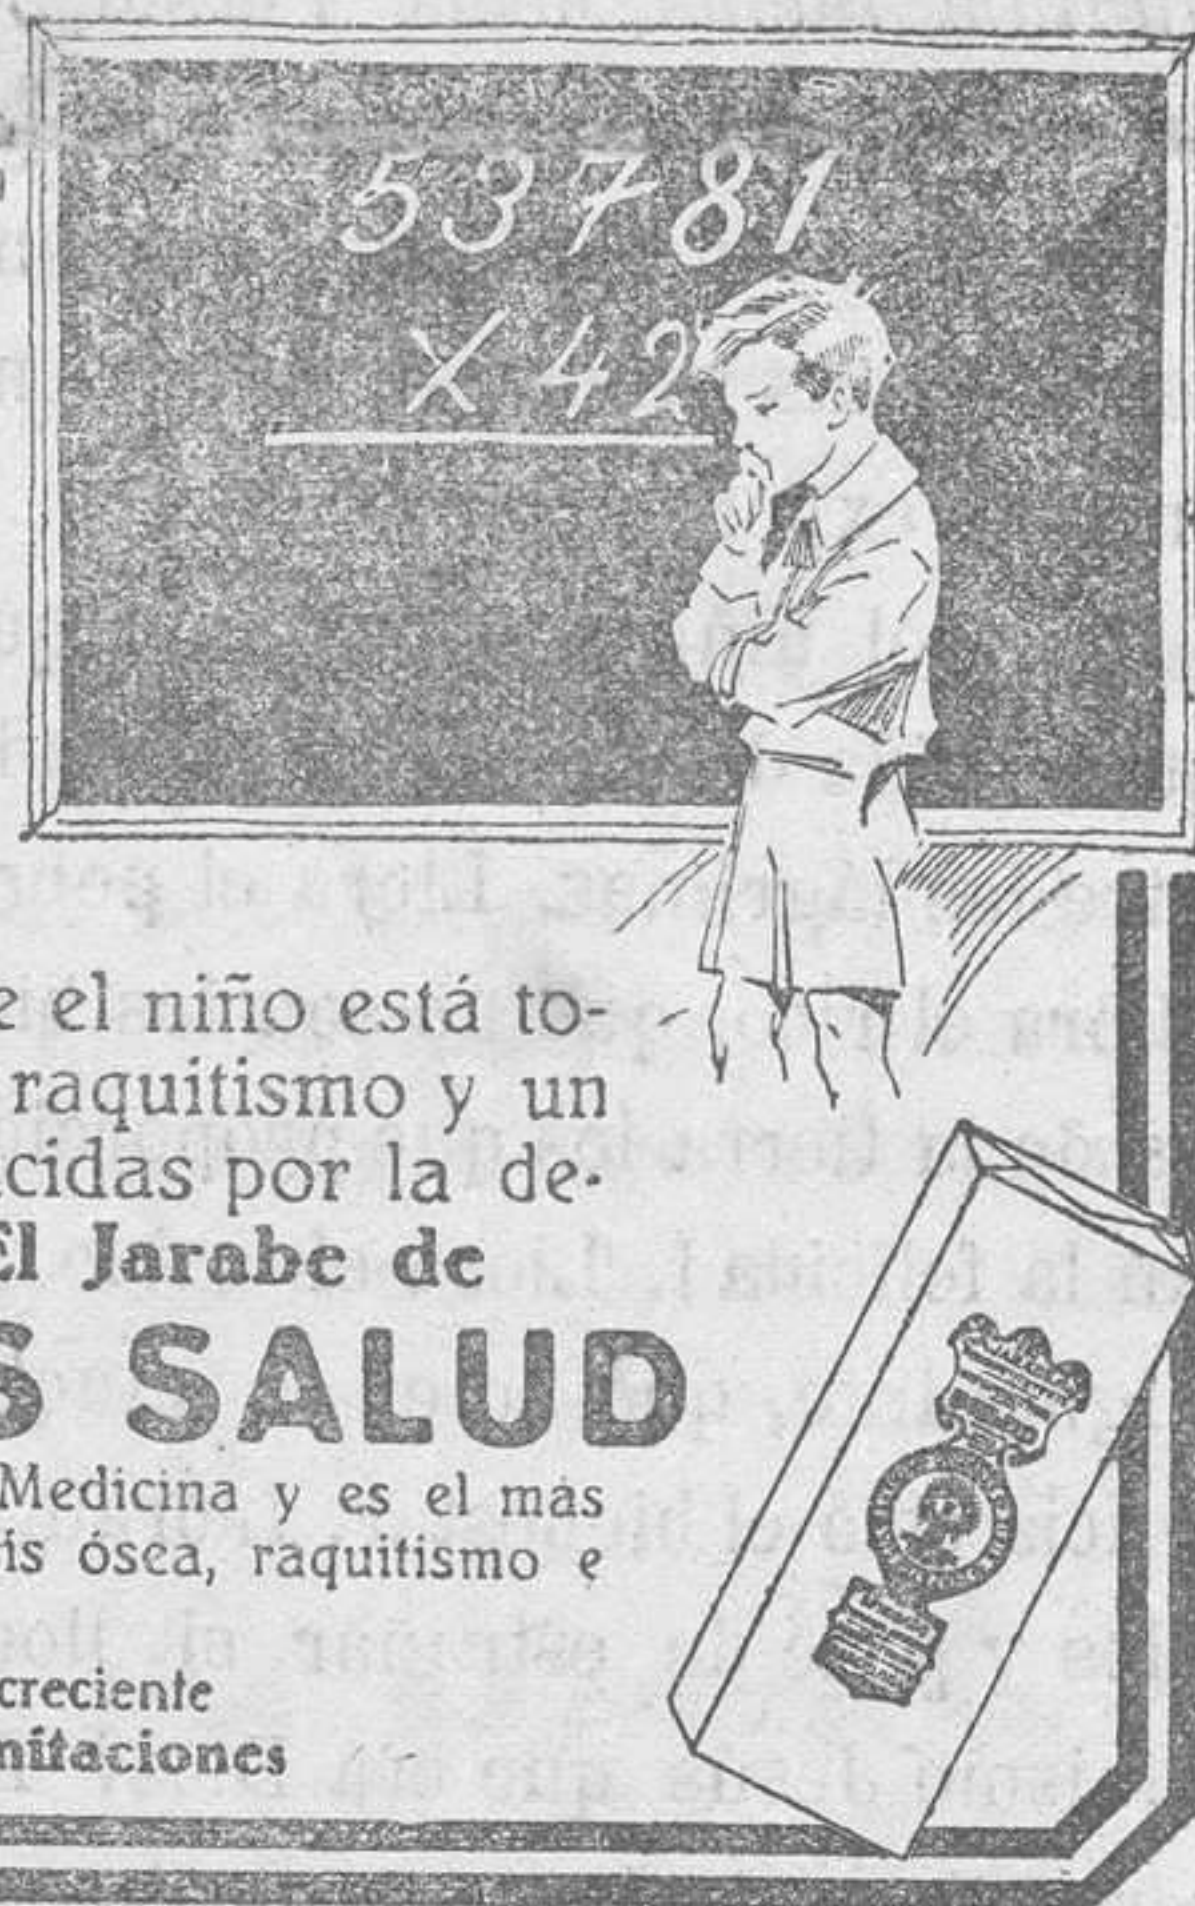 53781
X 42
e el niño está to-
raquitismo y un
cidas por la de-
El Jarabe de
S SALUD
Medicina y es el más
is ósea, raquitismo e
creciente
mitaciones